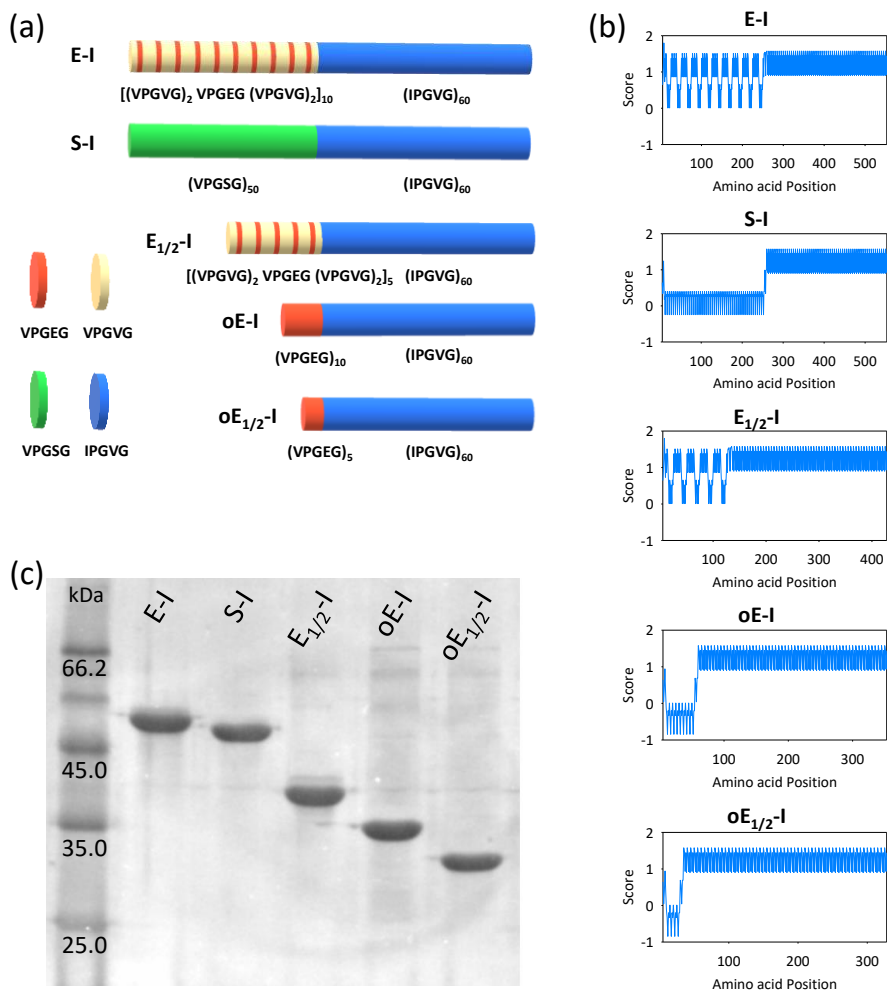 (a)
E-I
[(VPGVG)₂ VPGEG (VPGVG)₂]₁₀ (IPGVG)₆₀
S-I
(VPGSG)₅₀ (IPGVG)₆₀
E₁/₂-I
[(VPGVG)₂ VPGEG (VPGVG)₂]₅ (IPGVG)₆₀
oE-I
(VPGEG)₁₀ (IPGVG)₆₀
oE₁/₂-I
(VPGEG)₅ (IPGVG)₆₀
VPGEG VPGVG
VPGSG IPGVG
(b)
E-I
Score
2
1
0
-1
100 200 300 400 500
Amino acid Position
S-I
Score
2
1
0
-1
100 200 300 400 500
Amino acid Position
E₁/₂-I
Score
2
1
0
-1
100 200 300 400
Amino acid Position
oE-I
Score
2
1
0
-1
100 200 300
Amino acid Position
oE₁/₂-I
Score
2
1
0
-1
100 200 300
Amino acid Position
(c)
kDa
E-I
S-I
E₁/₂-I
oE-I
oE₁/₂-I
66.2
45.0
35.0
25.0